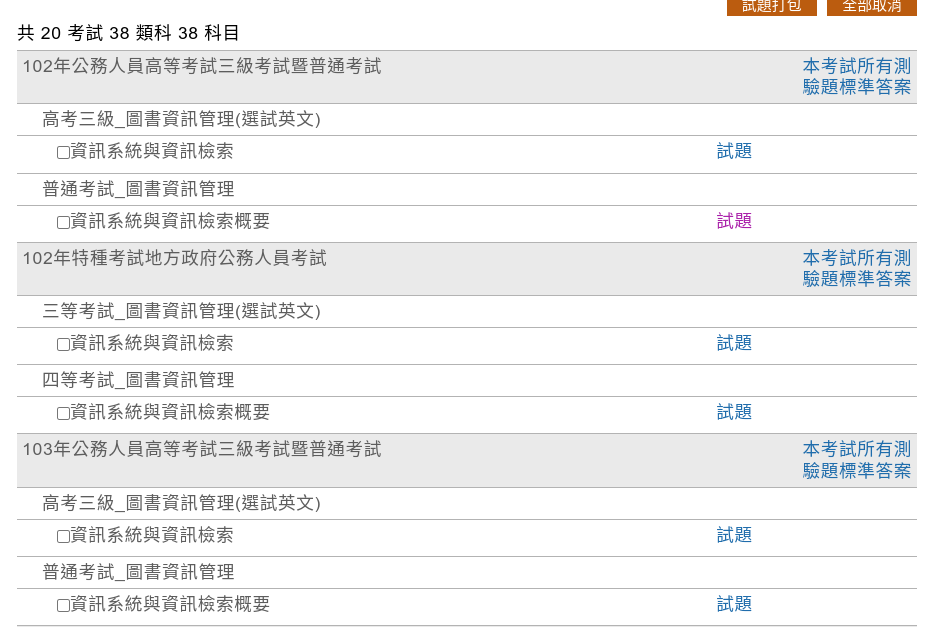 試題打包 全部取消
共 20 考試 38 類科 38 科目
102年公務人員高等考試三級考試暨普通考試 本考試所有測
驗題標準答案
高考三級_圖書資訊管理(選試英文)
資訊系統與資訊檢索 試題
普通考試_圖書資訊管理
資訊系統與資訊檢索概要 試題
102年特種考試地方政府公務人員考試 本考試所有測
驗題標準答案
三等考試_圖書資訊管理(選試英文)
資訊系統與資訊檢索 試題
四等考試_圖書資訊管理
資訊系統與資訊檢索概要 試題
103年公務人員高等考試三級考試暨普通考試 本考試所有測
驗題標準答案
高考三級_圖書資訊管理(選試英文)
資訊系統與資訊檢索 試題
普通考試_圖書資訊管理
資訊系統與資訊檢索概要 試題